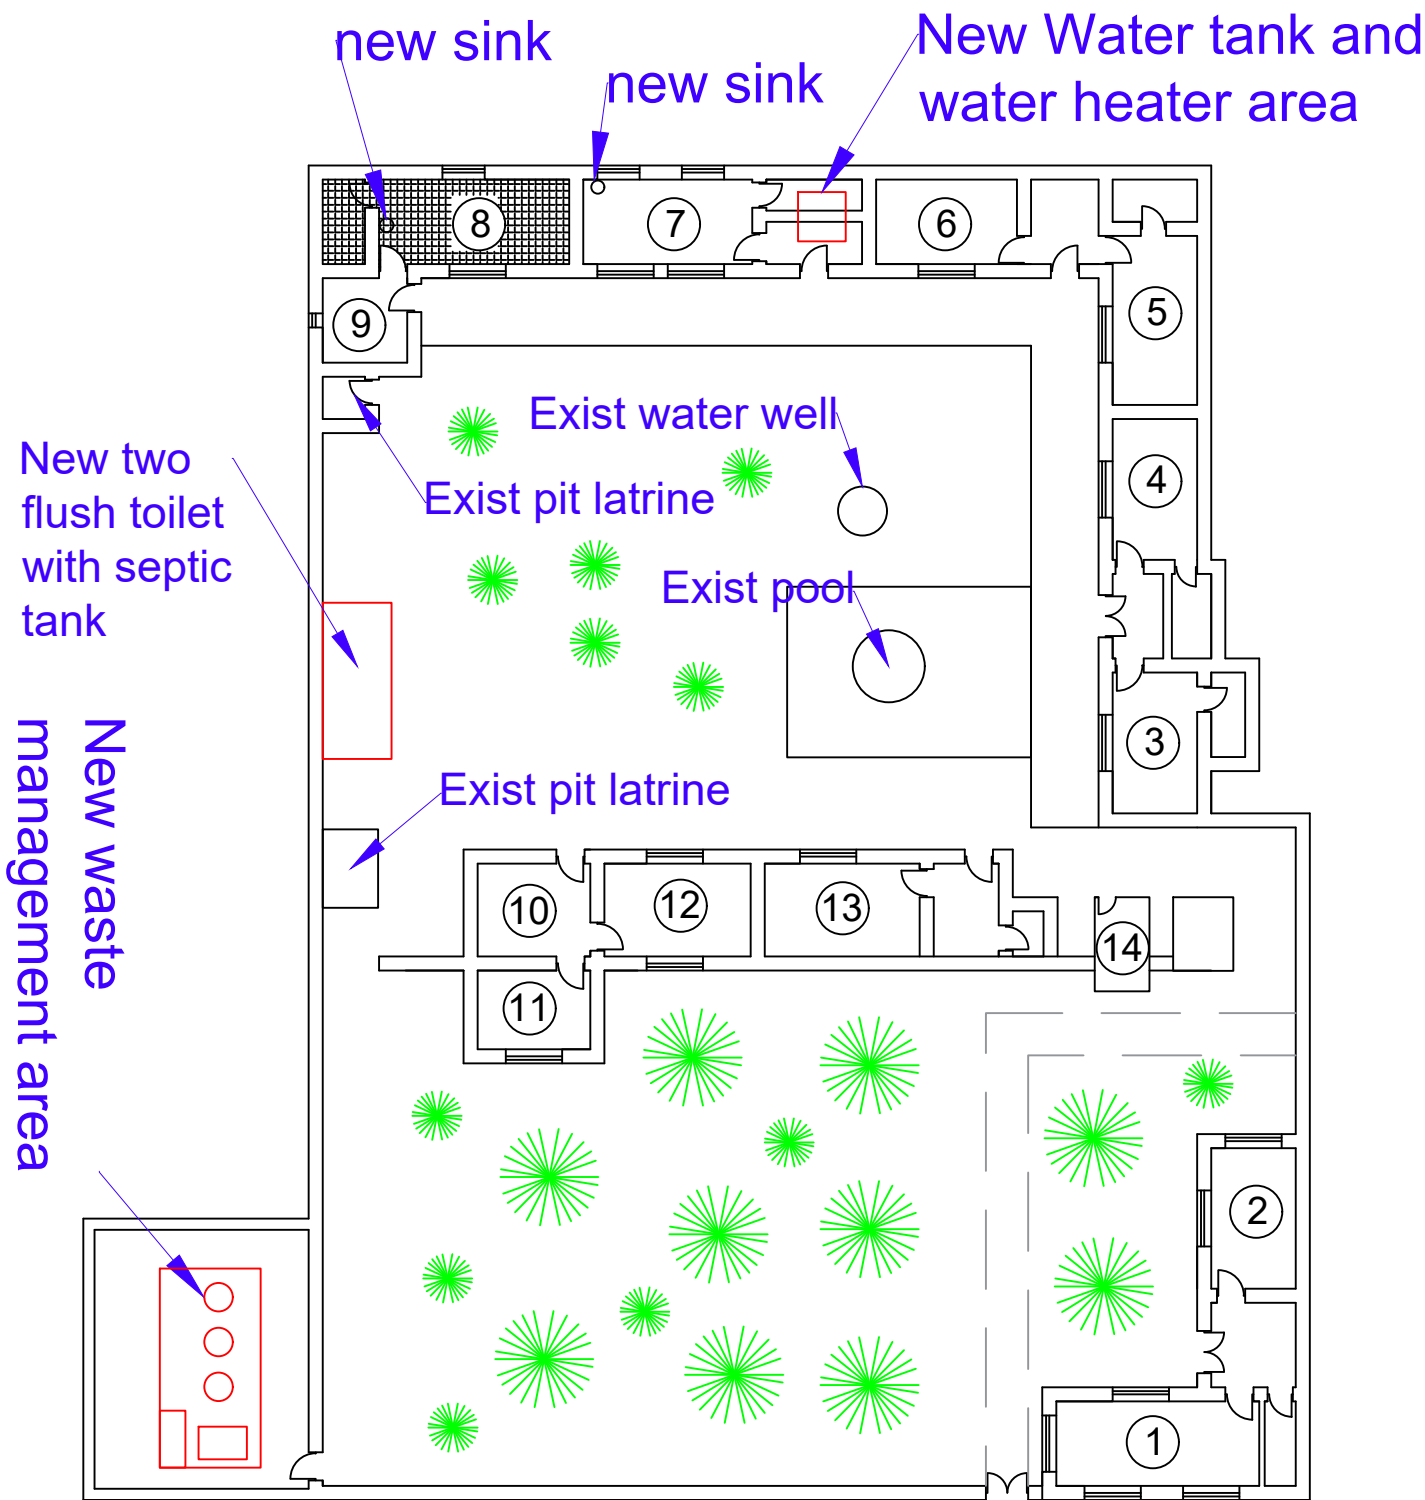 new sink
new sink
New Water tank and
water heater area
8
7
6
5
9
Exist water well
New two
flush toilet
with septic
tank
Exist pit latrine
4
Exist pool
3
New waste
management area
Exist pit latrine
10
12
13
14
11
2
1